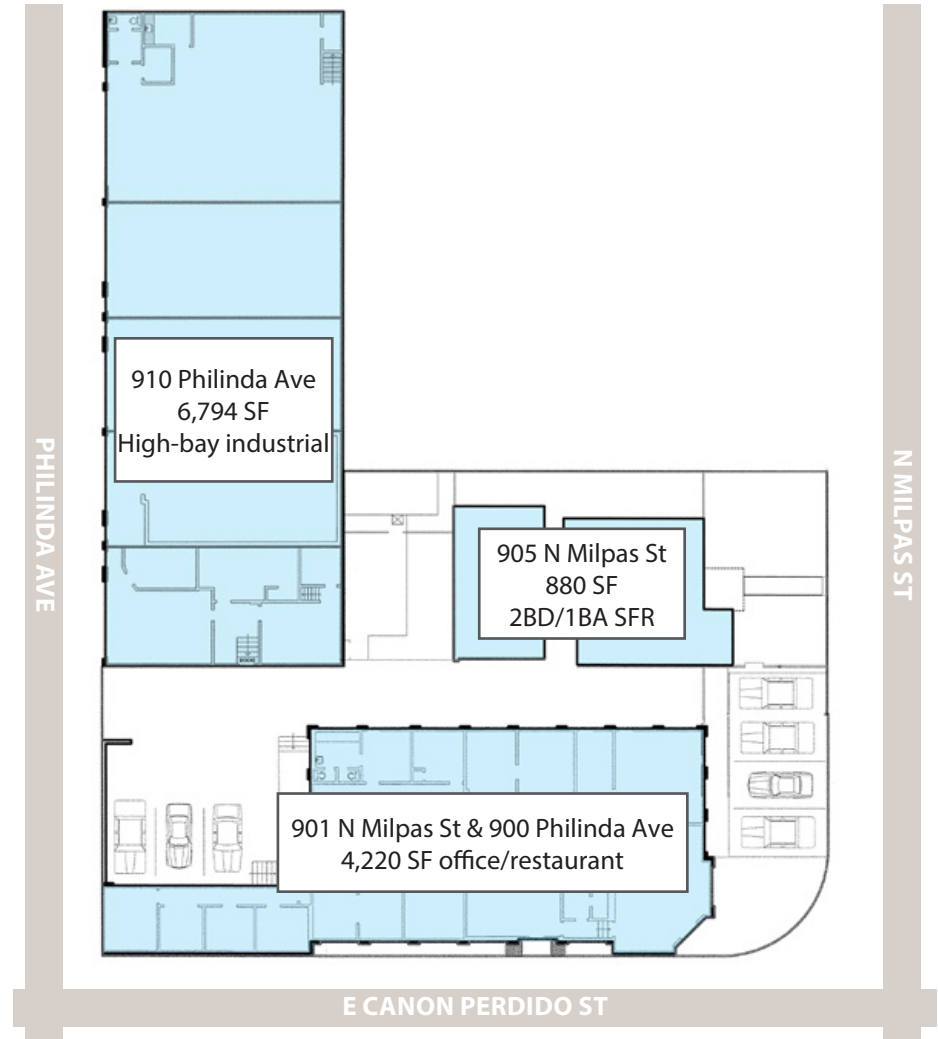 910 Philinda Ave
6,794 SF
High-bay industrial
PHILINDA AVE
N MILPAS ST
905 N Milpas St
880 SF
2BD/1BA SFR
901 N Milpas St & 900 Philinda Ave
4,220 SF office/restaurant
E CANON PERDIDO ST